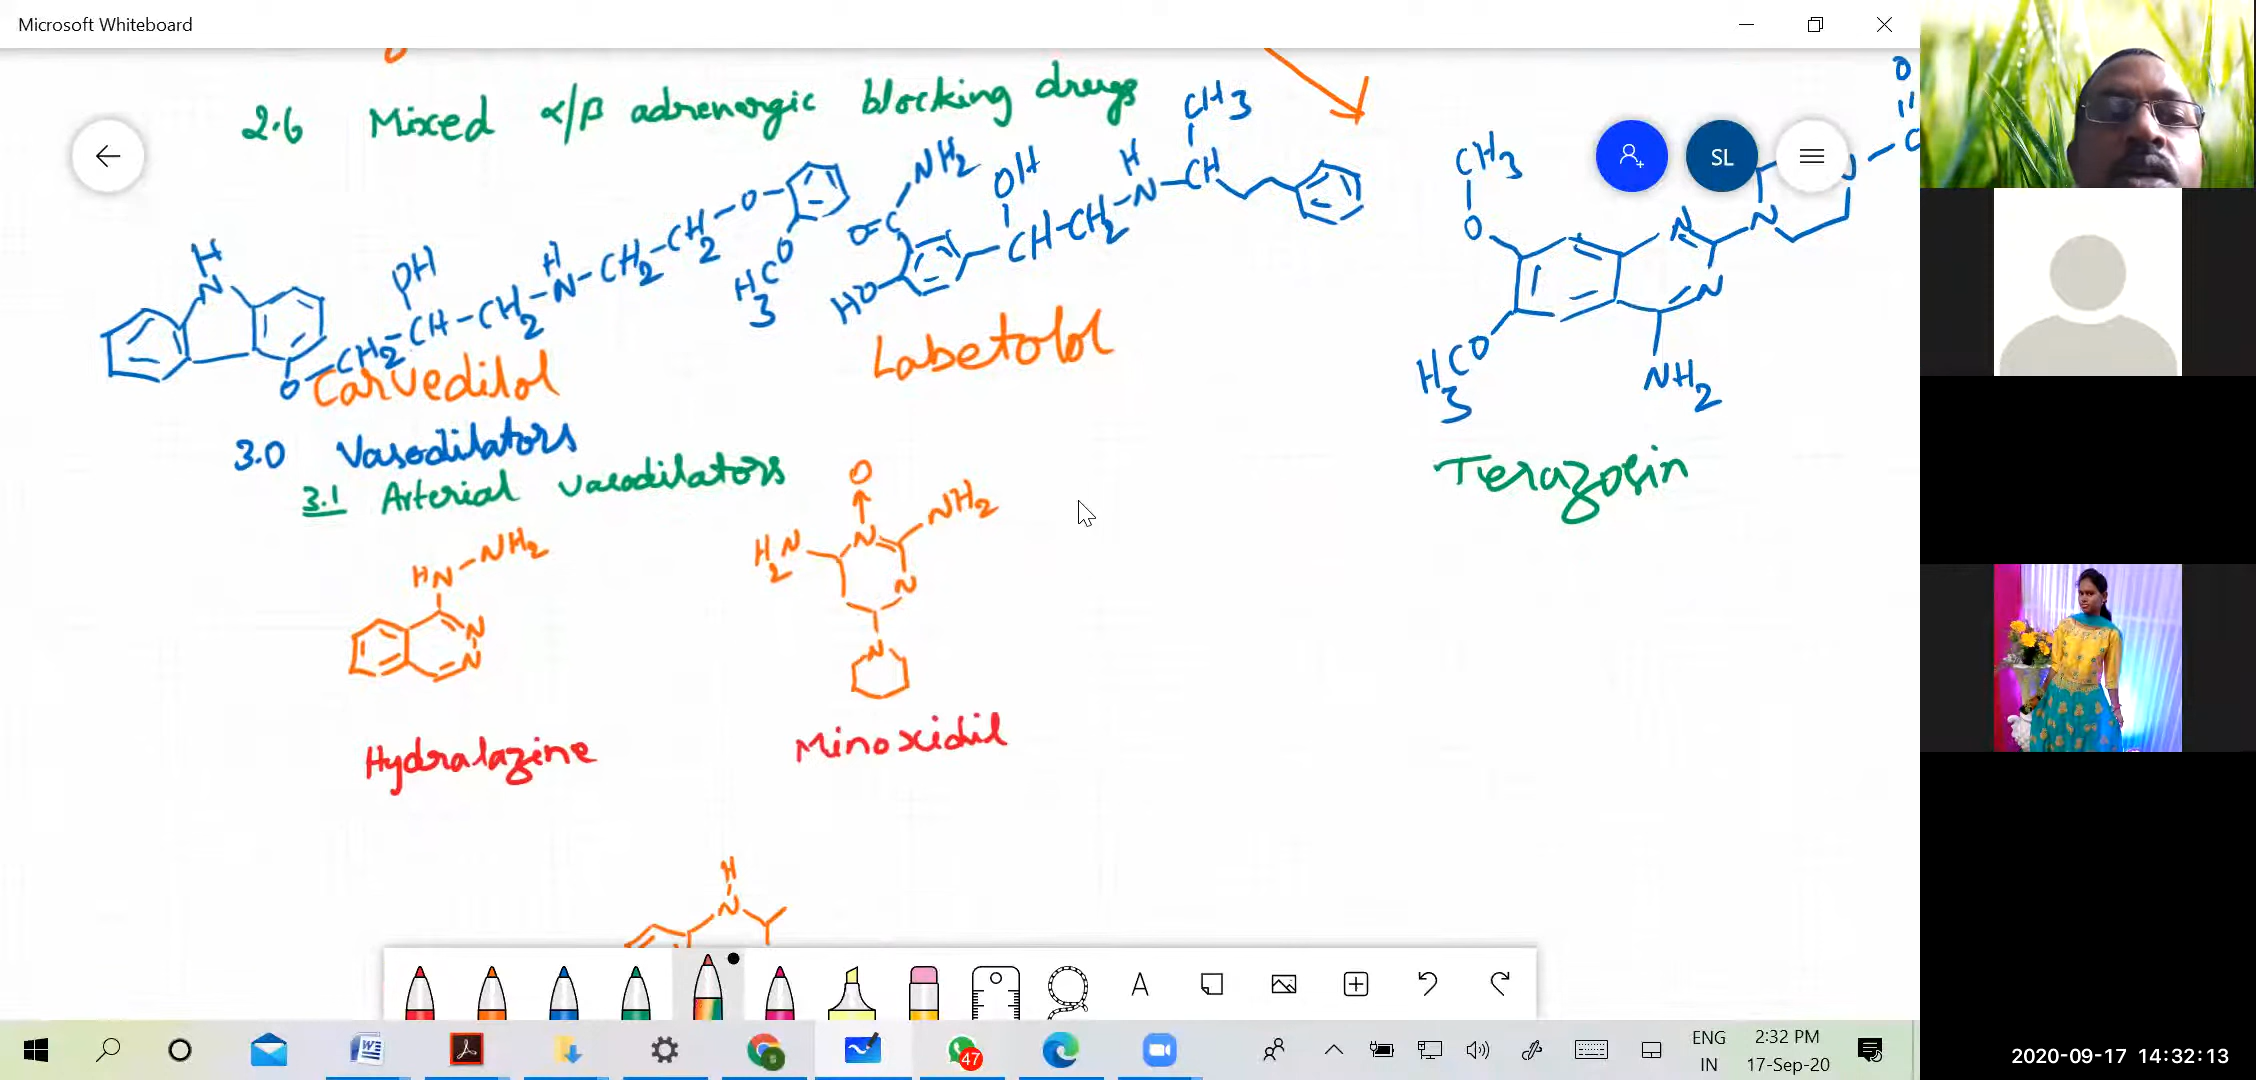 Microsoft Whiteboard
2.6 Mixed α/β adrenergic blocking drugs
CH3
O
"
C
NH2
OH
H
N
CH
CH3
O
N
N
N
NH2
H3CO
Terazosin
H
N
O
CH2
CH
OH
CH2
N
H
CH2
CH2
O
H3CO
O=C
HO
CH-CH2
Carvedilol
Labetolol
3.0 Vasodilators
3.1 Arterial vasodilators
HN-NH2
N
N
Hydralazine
O
H2N
N
NH2
N
N
Minoxidil
H
N
SL
A
47
ENG
IN
2:32 PM
17-Sep-20
2020-09-17 14:32:13